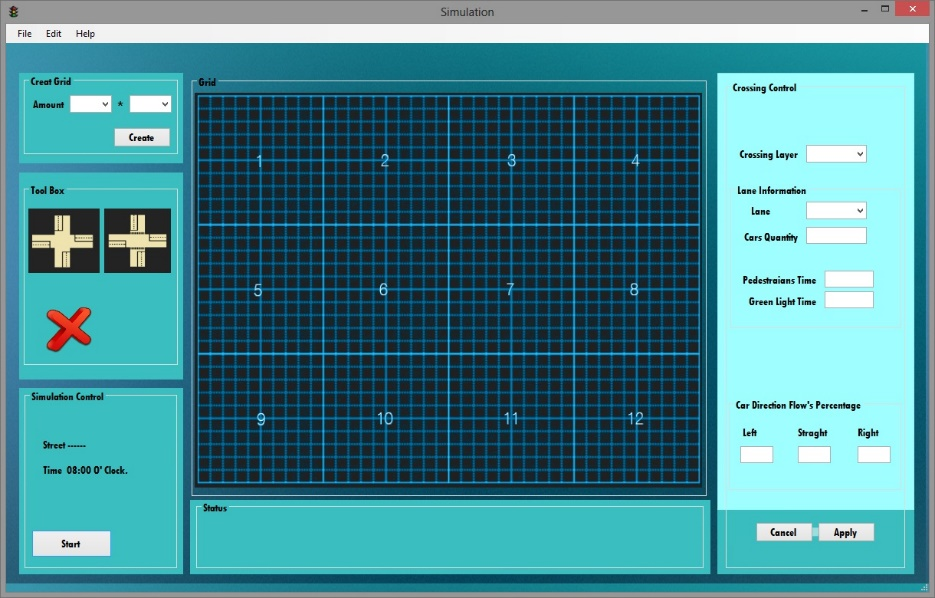 Simulation
File Edit Help
Creat Grid
Amount *
Create
Tool Box
Simulation Control
Street ------
Time 08:00 O' Clock.
Start
Grid
1 2 3 4
5 6 7 8
9 10 11 12
Status
Crossing Control
Crossing Layer
Lane Information
Lane
Cars Quantity
Pedestraians Time
Green Light Time
Car Direction Flow's Percentage
Left Straght Right
Cancel Apply